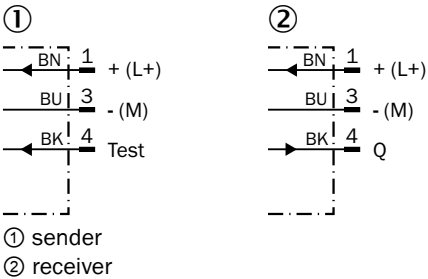 ① ②
BN 1 + (L+) BN 1 + (L+)
BU 3 - (M) BU 3 - (M)
BK 4 Test BK 4 Q
① sender
② receiver